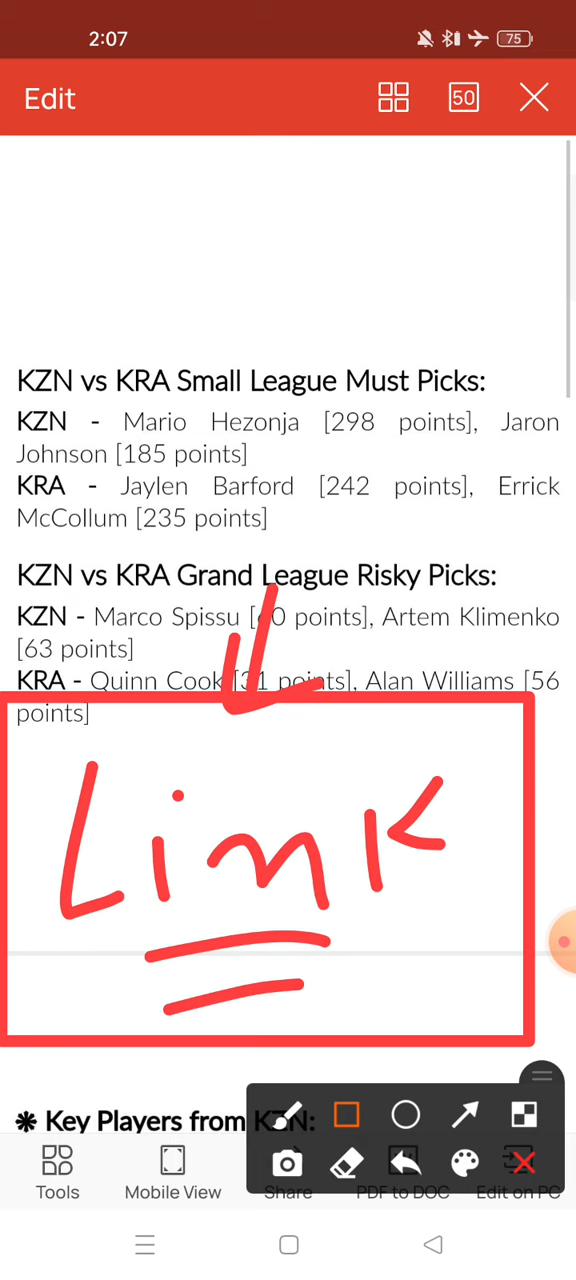 2:07
75
Edit
50
KZN vs KRA Small League Must Picks:
KZN - Mario Hezonja [298 points], Jaron
Johnson [185 points]
KRA - Jaylen Barford [242 points], Errick
McCollum [235 points]
KZN vs KRA Grand League Risky Picks:
KZN - Marco Spissu [ 0 points], Artem Klimenko
[63 points]
KRA - Quinn Cook [31 points], Alan Williams [56
points]
Link
✱ Key Players from KZN:
Tools
Mobile View
Share
PDF to DOC
Edit on PC